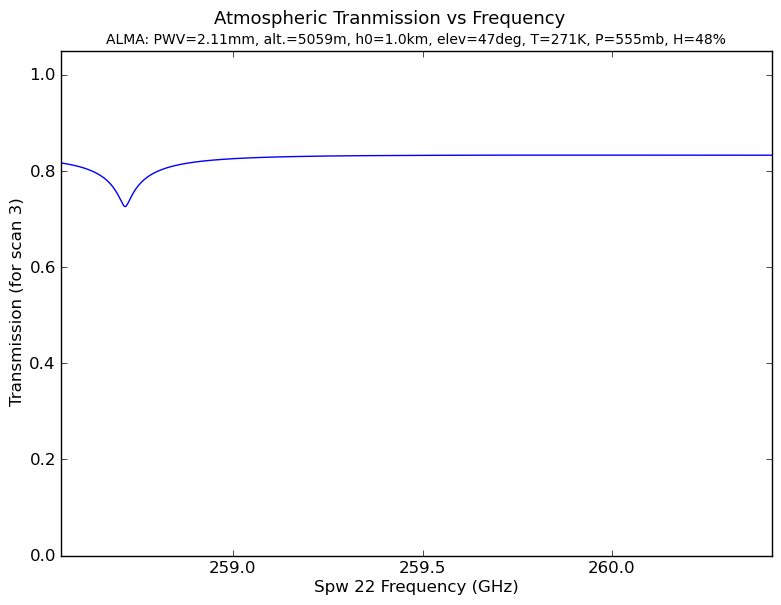 Atmospheric Tranmission vs Frequency
ALMA: PWV=2.11mm, alt.=5059m, h0=1.0km, elev=47deg, T=271K, P=555mb, H=48%
1.0
0.8
0.6
0.4
0.2
0.0
Transmission (for scan 3)
259.0 259.5 260.0
Spw 22 Frequency (GHz)